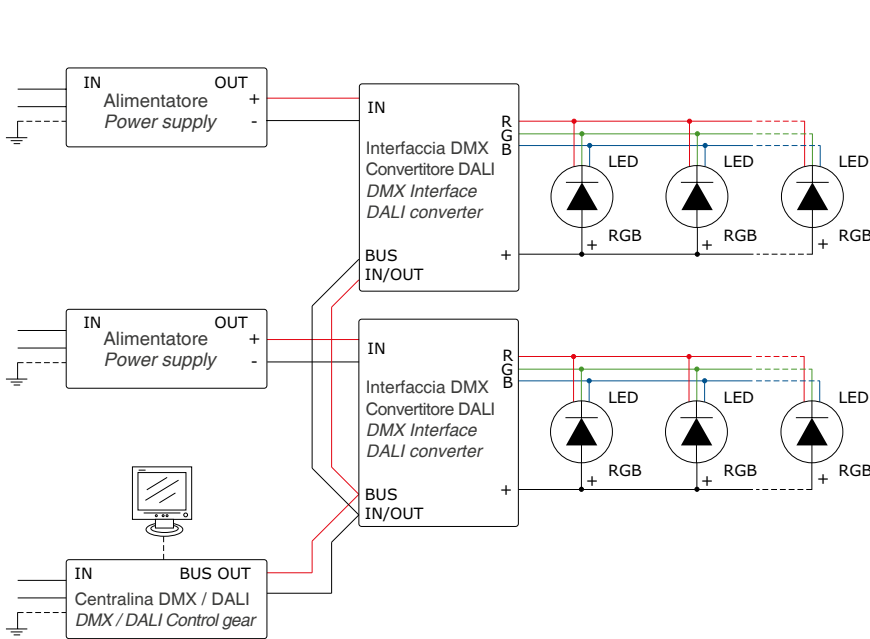 IN OUT
Alimentatore +
Power supply -
IN
Interfaccia DMX
Convertitore DALI
DMX Interface
DALI converter
BUS
IN/OUT
R
G
B
+
LED LED LED
+ RGB + RGB + RGB
IN OUT
Alimentatore +
Power supply -
IN
Interfaccia DMX
Convertitore DALI
DMX Interface
DALI converter
BUS
IN/OUT
R
G
B
+
LED LED LED
+ RGB + RGB + RGB
IN BUS OUT
Centralina DMX / DALI
DMX / DALI Control gear